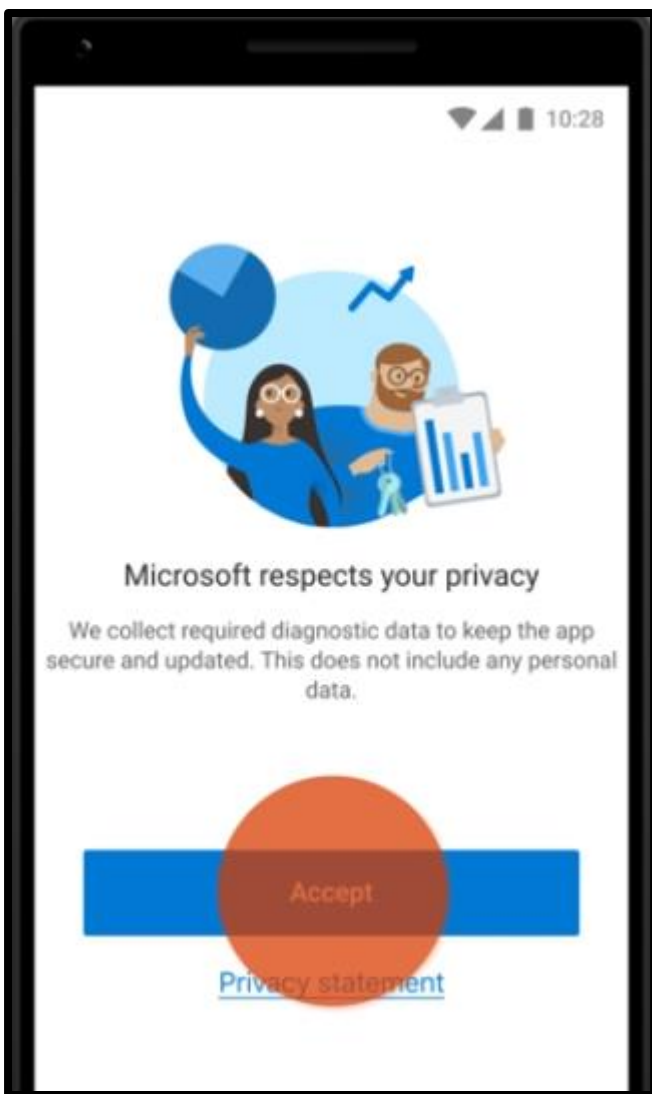 10:28
Microsoft respects your privacy
We collect required diagnostic data to keep the app
secure and updated. This does not include any personal
data.
Accept
Privacy statement